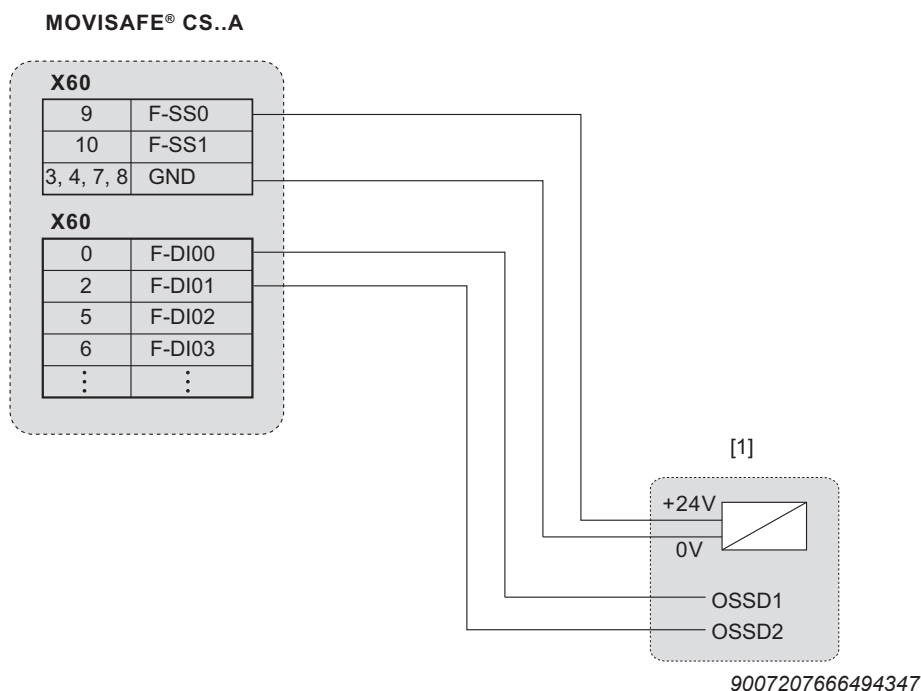 MOVISAFE® CS..A
X60
9 F-SS0
10 F-SS1
3, 4, 7, 8 GND
X60
0 F-DI00
2 F-DI01
5 F-DI02
6 F-DI03
⋮ ⋮
[1]
+24V
0V
OSSD1
OSSD2
9007207666494347